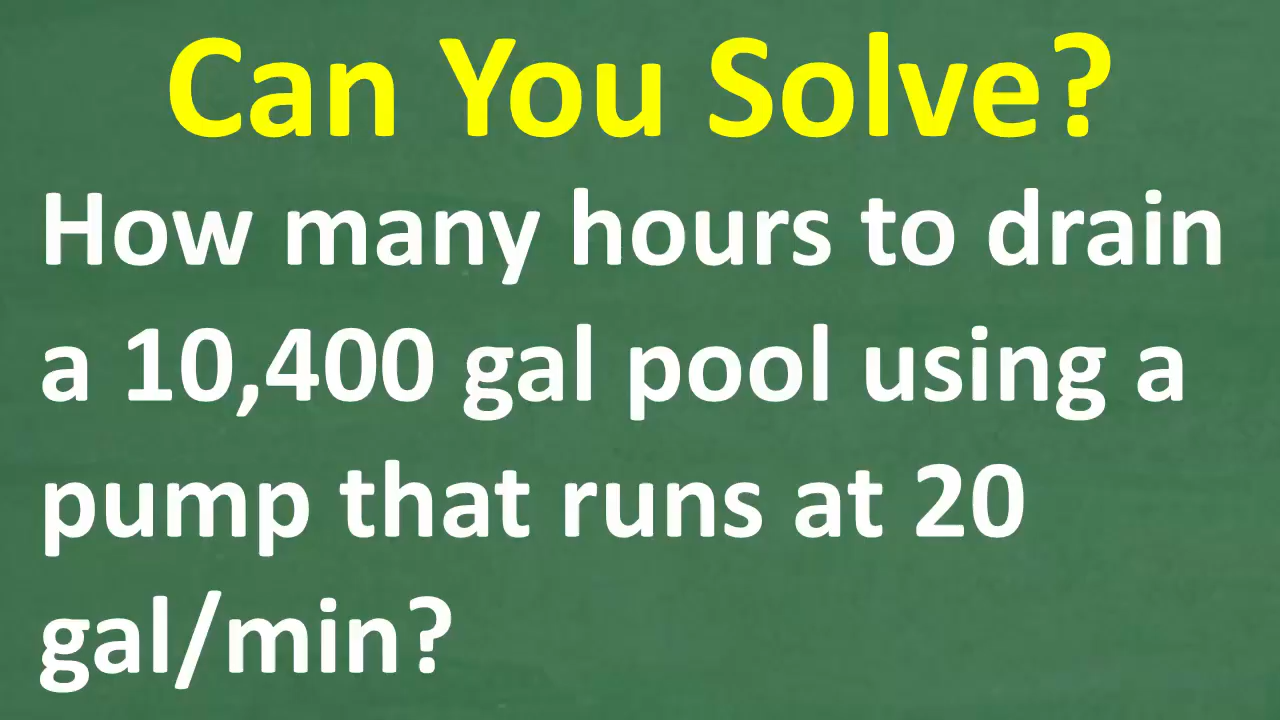 Can You Solve?
How many hours to drain
a 10,400 gal pool using a
pump that runs at 20
gal/min?